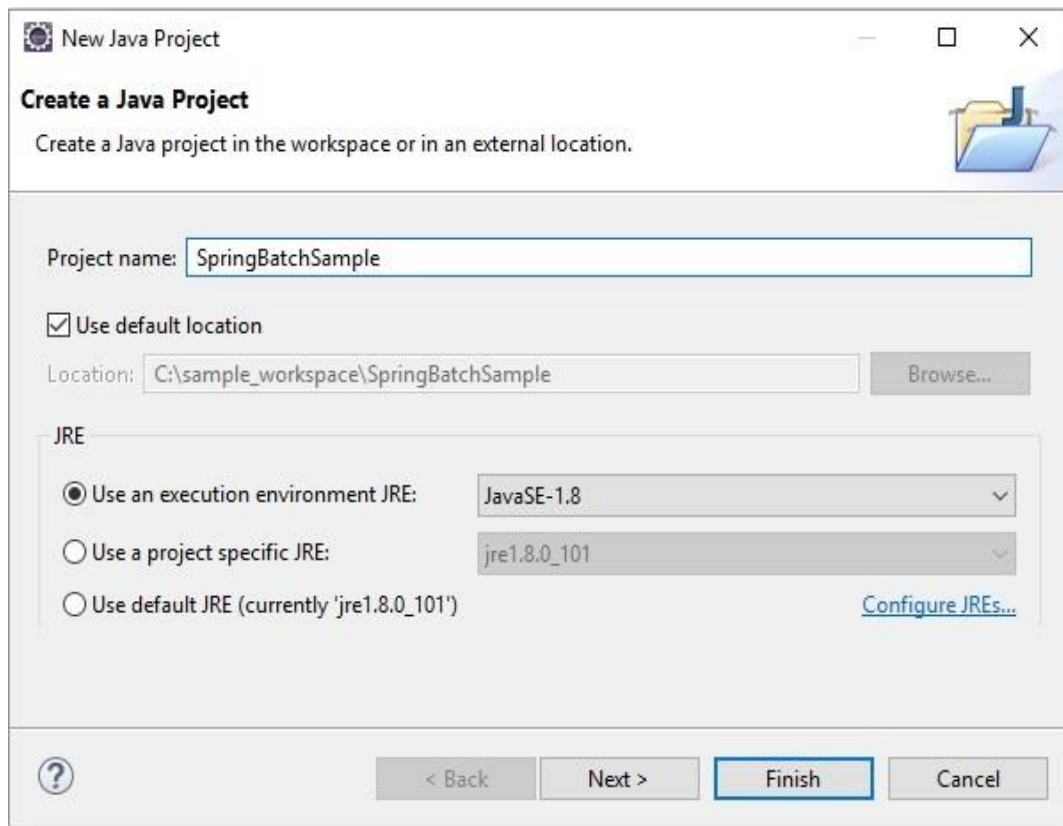 New Java Project
Create a Java Project
Create a Java project in the workspace or in an external location.
Project name: SpringBatchSample
Use default location
Location: C:\sample_workspace\SpringBatchSample Browse...
JRE
Use an execution environment JRE: JavaSE-1.8
Use a project specific JRE: jre1.8.0_101
Use default JRE (currently 'jre1.8.0_101') Configure JREs...
? < Back Next > Finish Cancel